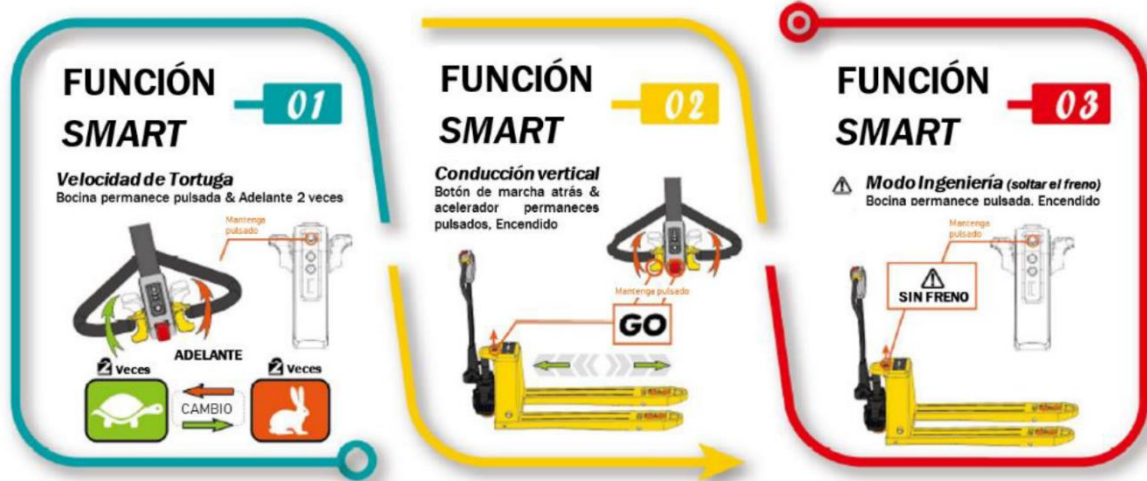 FUNCIÓN
SMART
01
Velocidad de Tortuga
Bocina permanece pulsada & Adelante 2 veces
Mantenga
pulsado
ADELANTE
2 Veces
2 Veces
CAMBIO
FUNCIÓN
SMART
02
Conducción vertical
Botón de marcha atrás &
acelerador permaneces
pulsados, Encendido
Mantenga pulsado
GO
FUNCIÓN
SMART
03
Modo Ingeniería (soltar el freno)
Bocina permanece pulsada. Encendido
Mantenga
pulsado
SIN FRENO